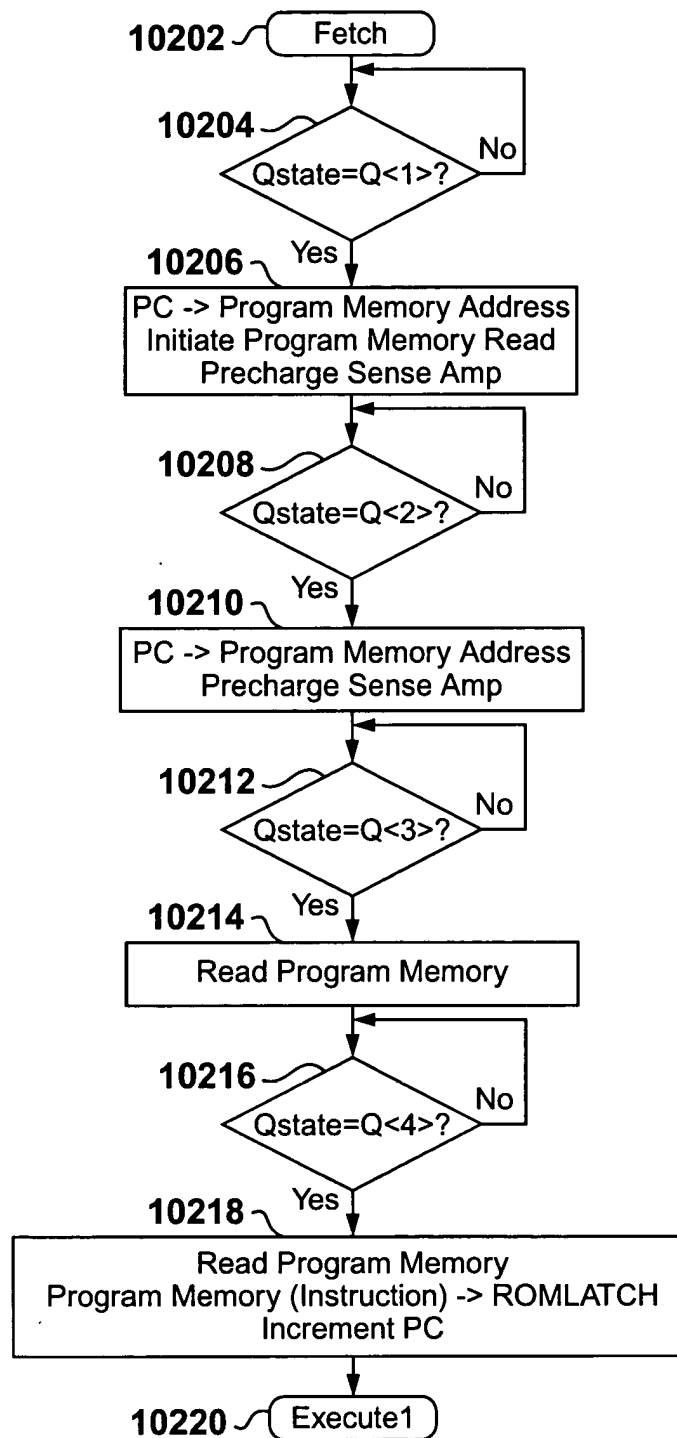 10202
Fetch
10204
Qstate=Q<1>?
No
Yes
10206
PC -> Program Memory Address
Initiate Program Memory Read
Precharge Sense Amp
10208
Qstate=Q<2>?
No
Yes
10210
PC -> Program Memory Address
Precharge Sense Amp
10212
Qstate=Q<3>?
No
Yes
10214
Read Program Memory
10216
Qstate=Q<4>?
No
Yes
10218
Read Program Memory
Program Memory (Instruction) -> ROMLATCH
Increment PC
10220
Execute1